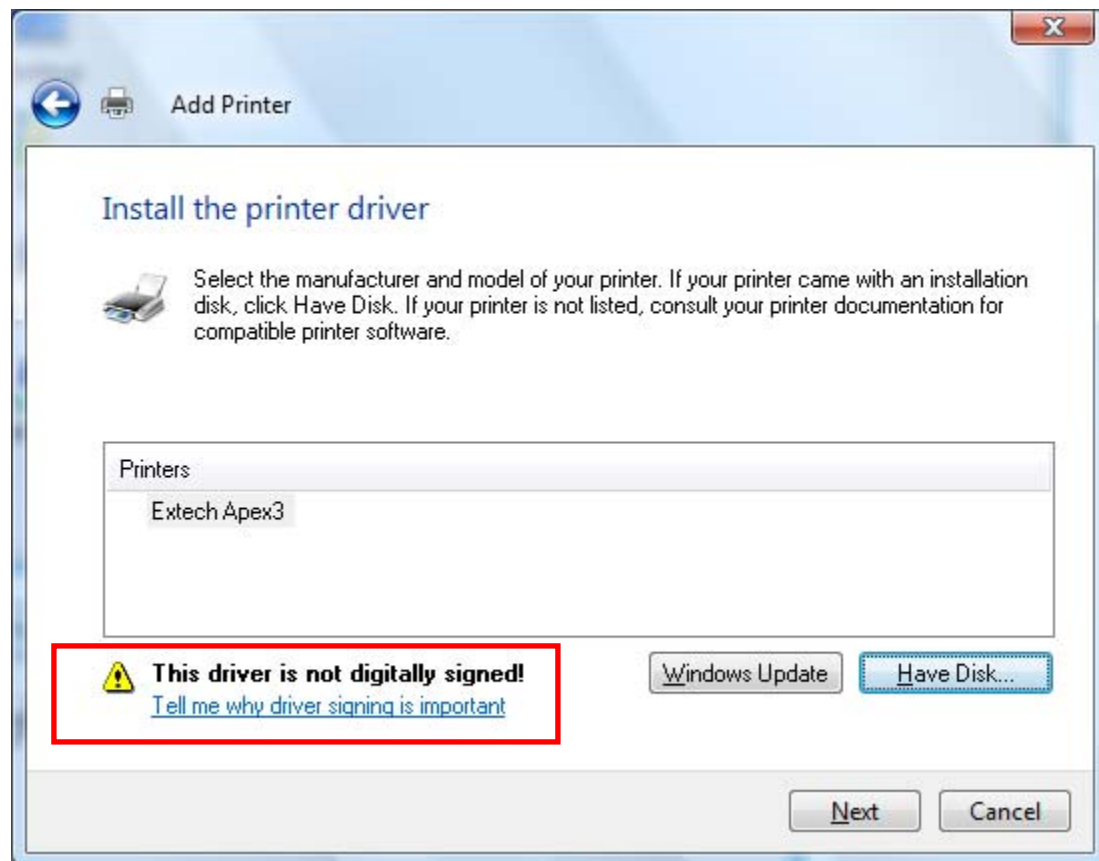 Add Printer
Install the printer driver
Select the manufacturer and model of your printer. If your printer came with an installation
disk, click Have Disk. If your printer is not listed, consult your printer documentation for
compatible printer software.
Printers
Extech Apex3
This driver is not digitally signed!
Tell me why driver signing is important
Windows Update
Have Disk...
Next
Cancel